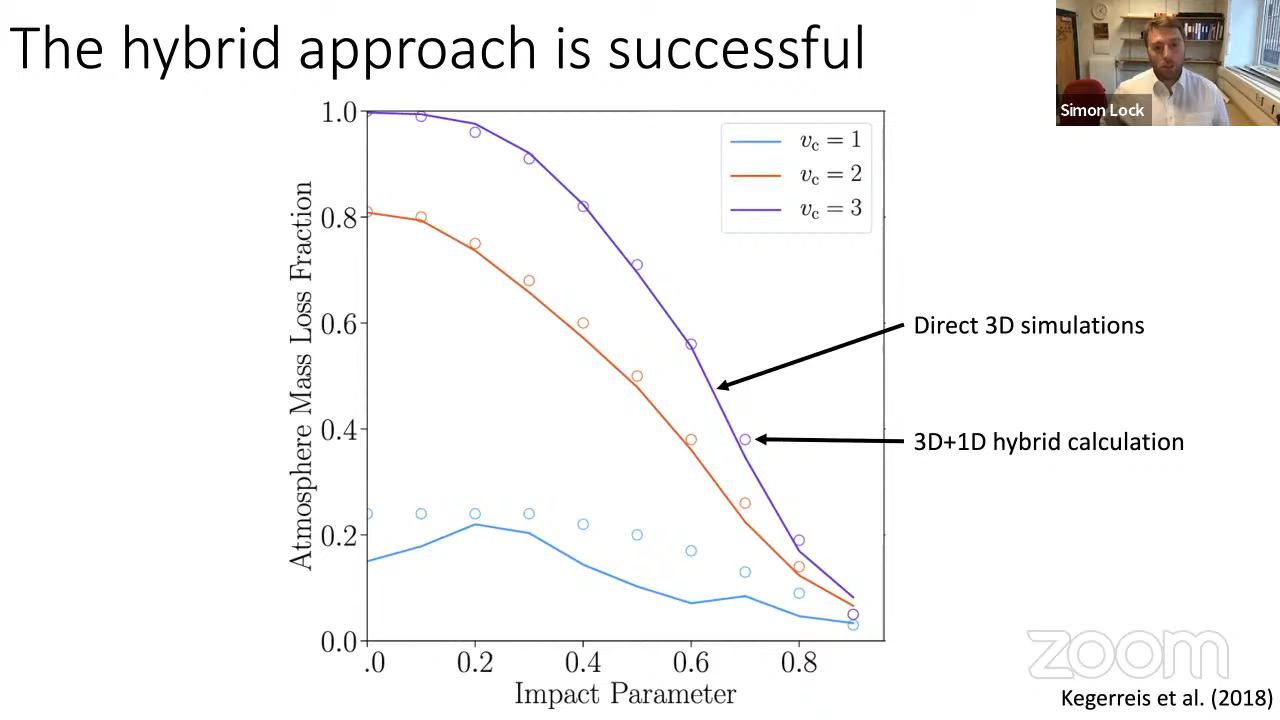 The hybrid approach is successful
Simon Lock
1.0
0.8
0.6
0.4
0.2
0.0
Atmosphere Mass Loss Fraction
v_c = 1
v_c = 2
v_c = 3
Direct 3D simulations
3D+1D hybrid calculation
.0 0.2 0.4 0.6 0.8
Impact Parameter
zoom
Kegerreis et al. (2018)